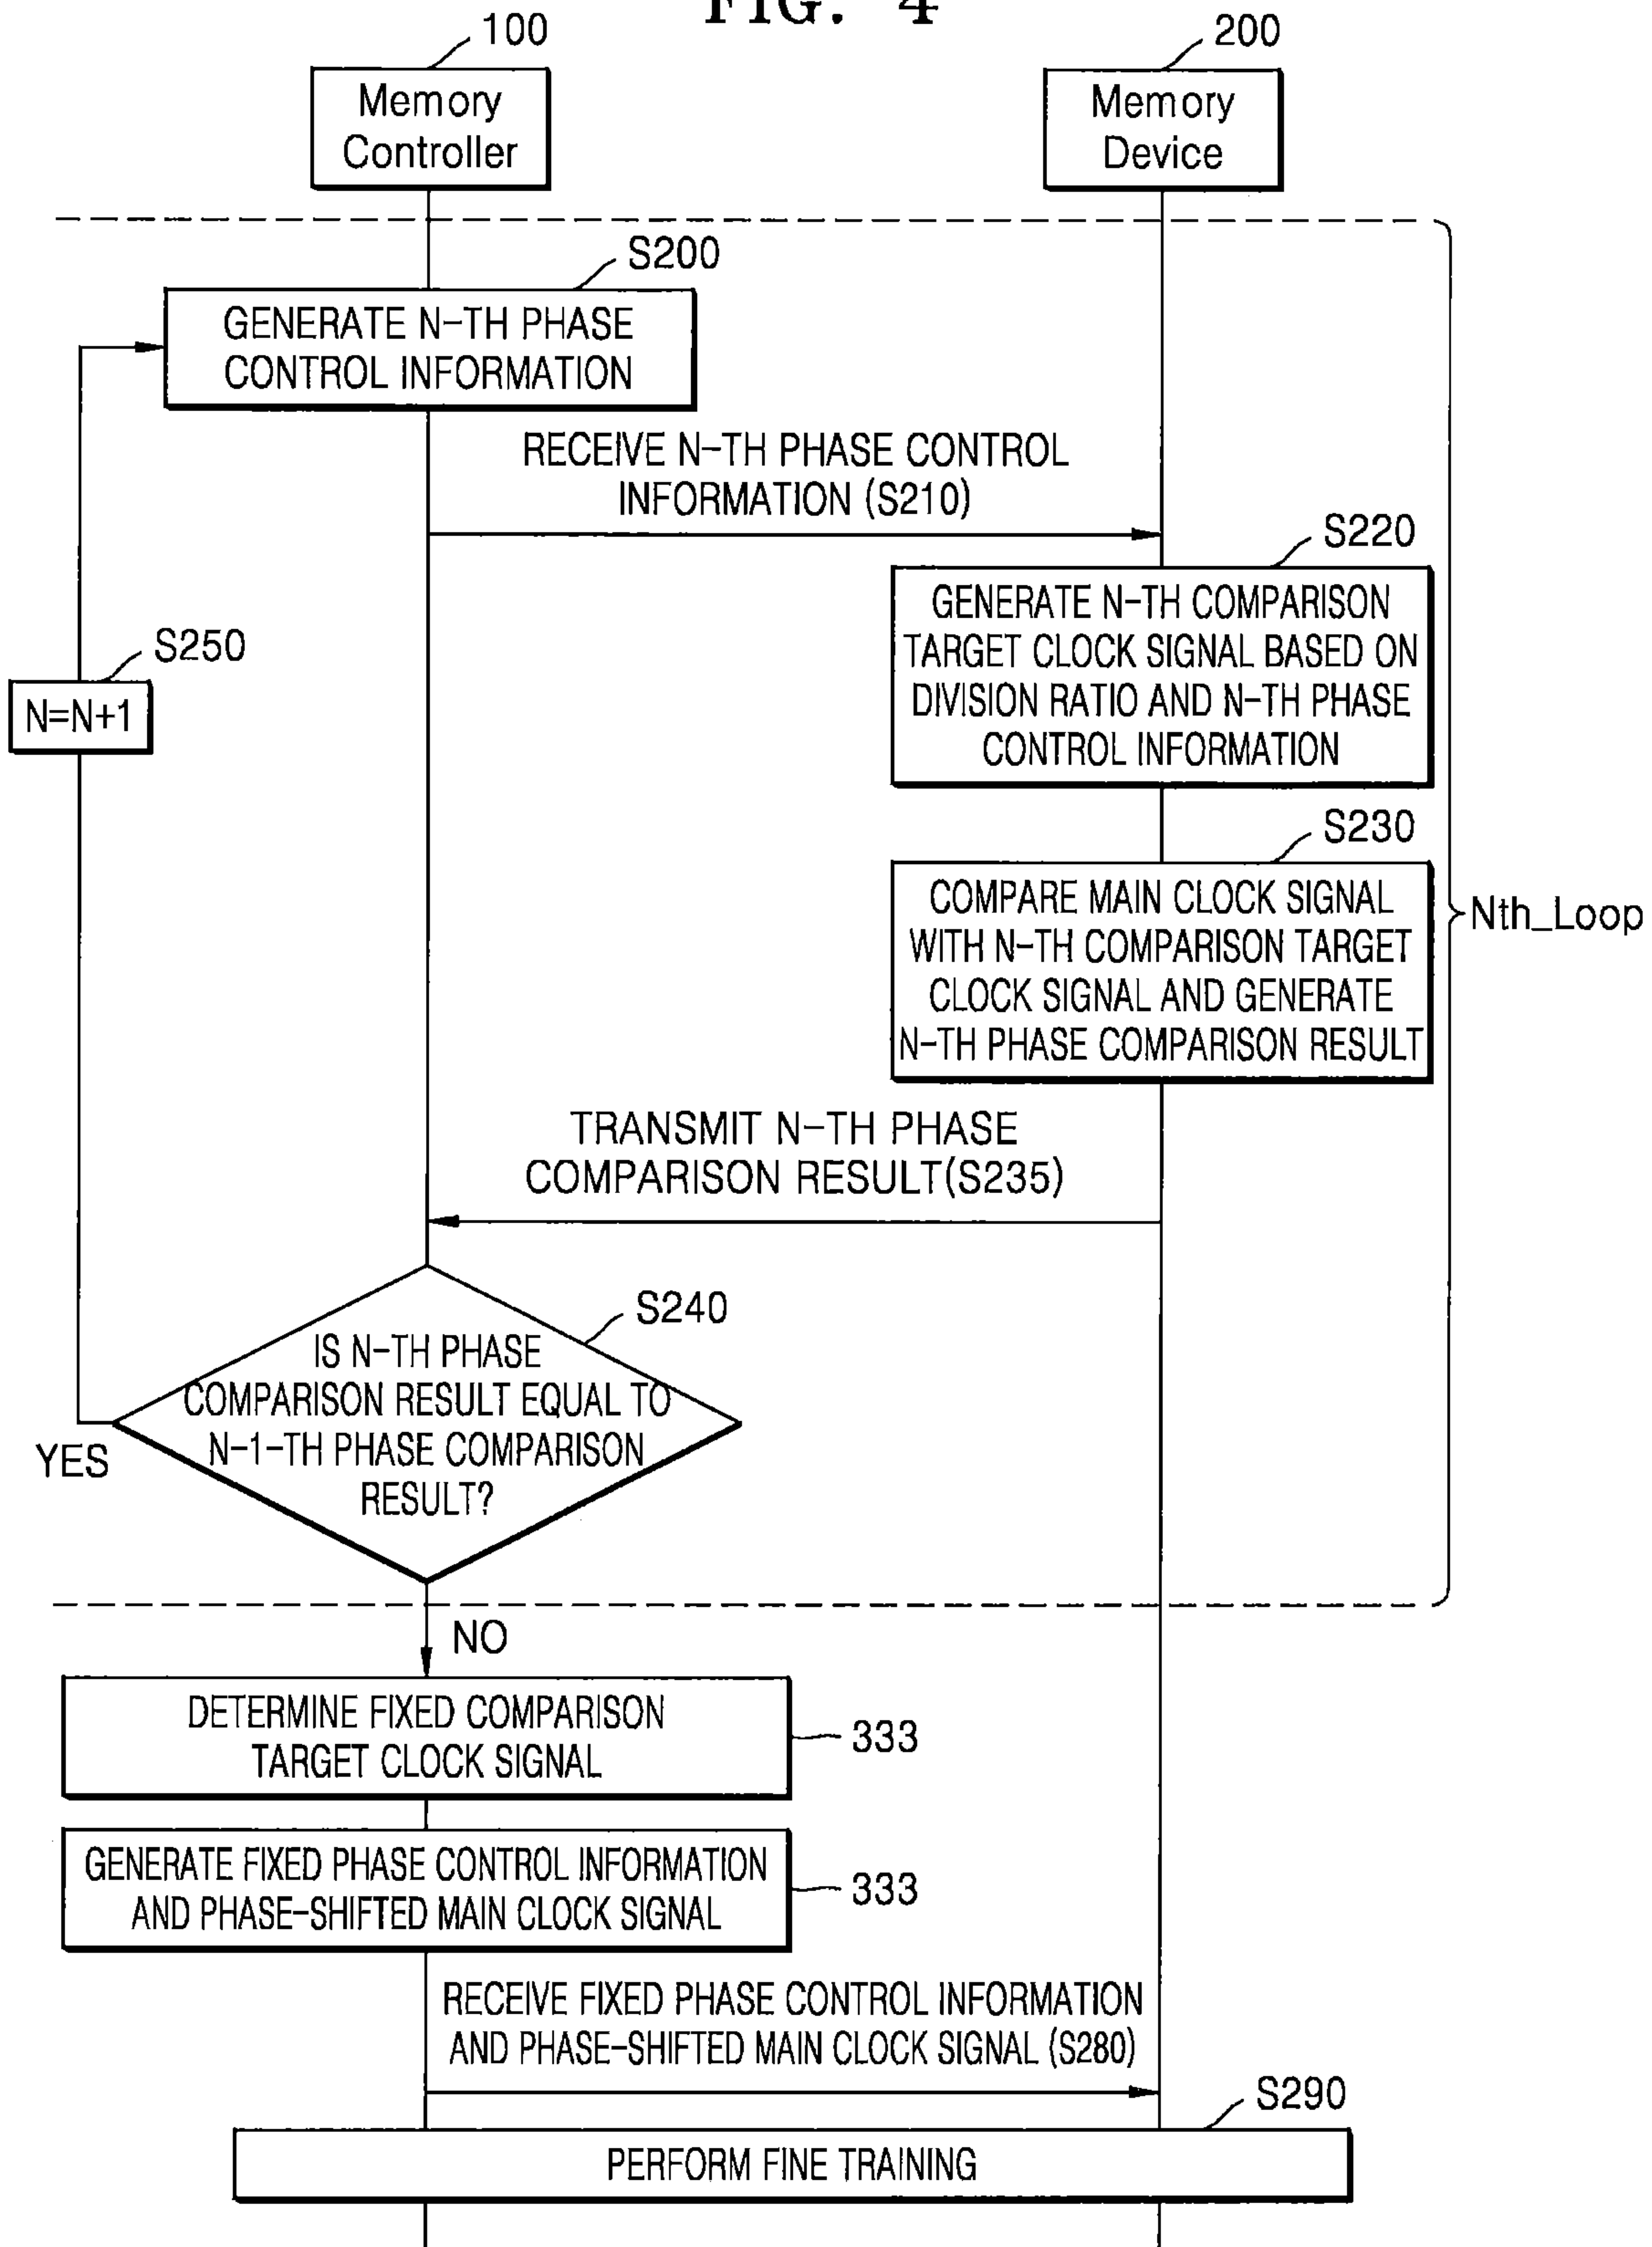 FIG. 4
100
200
Memory
Controller
Memory
Device
S200
GENERATE N-TH PHASE
CONTROL INFORMATION
RECEIVE N-TH PHASE CONTROL
INFORMATION (S210)
S220
GENERATE N-TH COMPARISON
TARGET CLOCK SIGNAL BASED ON
DIVISION RATIO AND N-TH PHASE
CONTROL INFORMATION
S250
N=N+1
S230
COMPARE MAIN CLOCK SIGNAL
WITH N-TH COMPARISON TARGET
CLOCK SIGNAL AND GENERATE
N-TH PHASE COMPARISON RESULT
Nth_Loop
TRANSMIT N-TH PHASE
COMPARISON RESULT(S235)
S240
IS N-TH PHASE
COMPARISON RESULT EQUAL TO
N-1-TH PHASE COMPARISON
RESULT?
YES
NO
DETERMINE FIXED COMPARISON
TARGET CLOCK SIGNAL
333
GENERATE FIXED PHASE CONTROL INFORMATION
AND PHASE-SHIFTED MAIN CLOCK SIGNAL
333
RECEIVE FIXED PHASE CONTROL INFORMATION
AND PHASE-SHIFTED MAIN CLOCK SIGNAL (S280)
S290
PERFORM FINE TRAINING